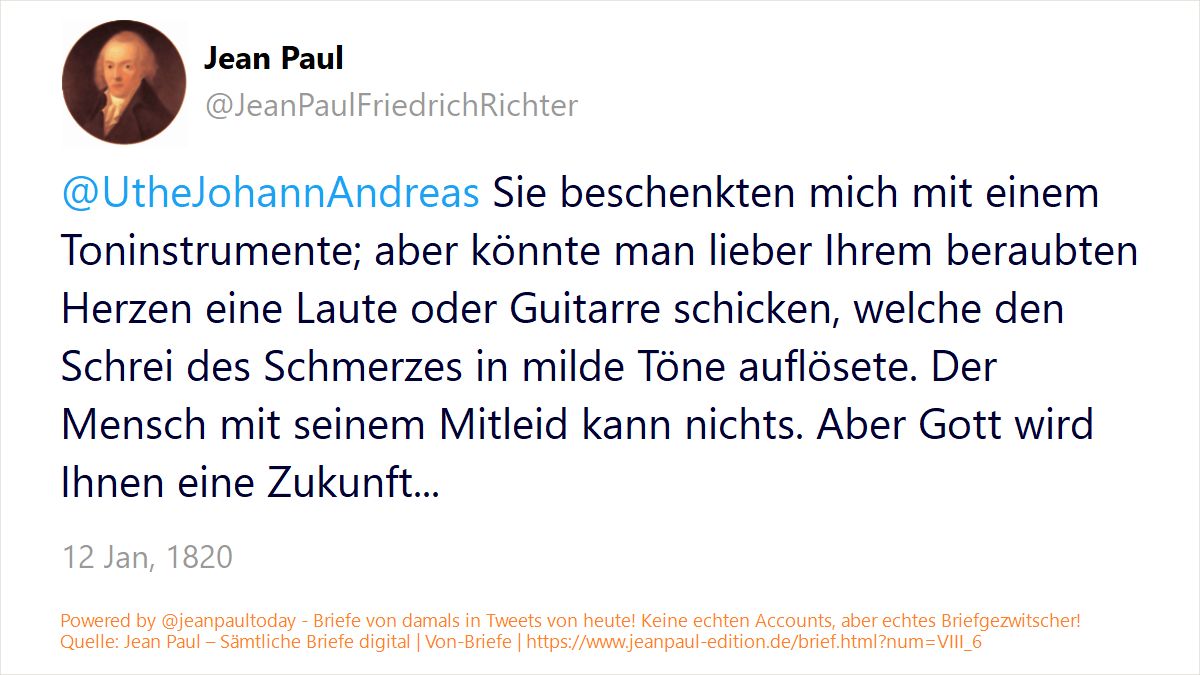 Jean Paul
@JeanPaulFriedrichRichter
@UtheJohannAndreas Sie beschenkten mich mit einem
Toninstrumente; aber könnte man lieber Ihrem beraubten
Herzen eine Laute oder Guitarre schicken, welche den
Schrei des Schmerzes in milde Töne auflösete. Der
Mensch mit seinem Mitleid kann nichts. Aber Gott wird
Ihnen eine Zukunft...
12 Jan, 1820
Powered by @jeanpaultoday - Briefe von damals in Tweets von heute! Keine echten Accounts, aber echtes Briefgezwitscher!
Quelle: Jean Paul – Sämtliche Briefe digital | Von-Briefe | https://www.jeanpaul-edition.de/brief.html?num=VIII_6